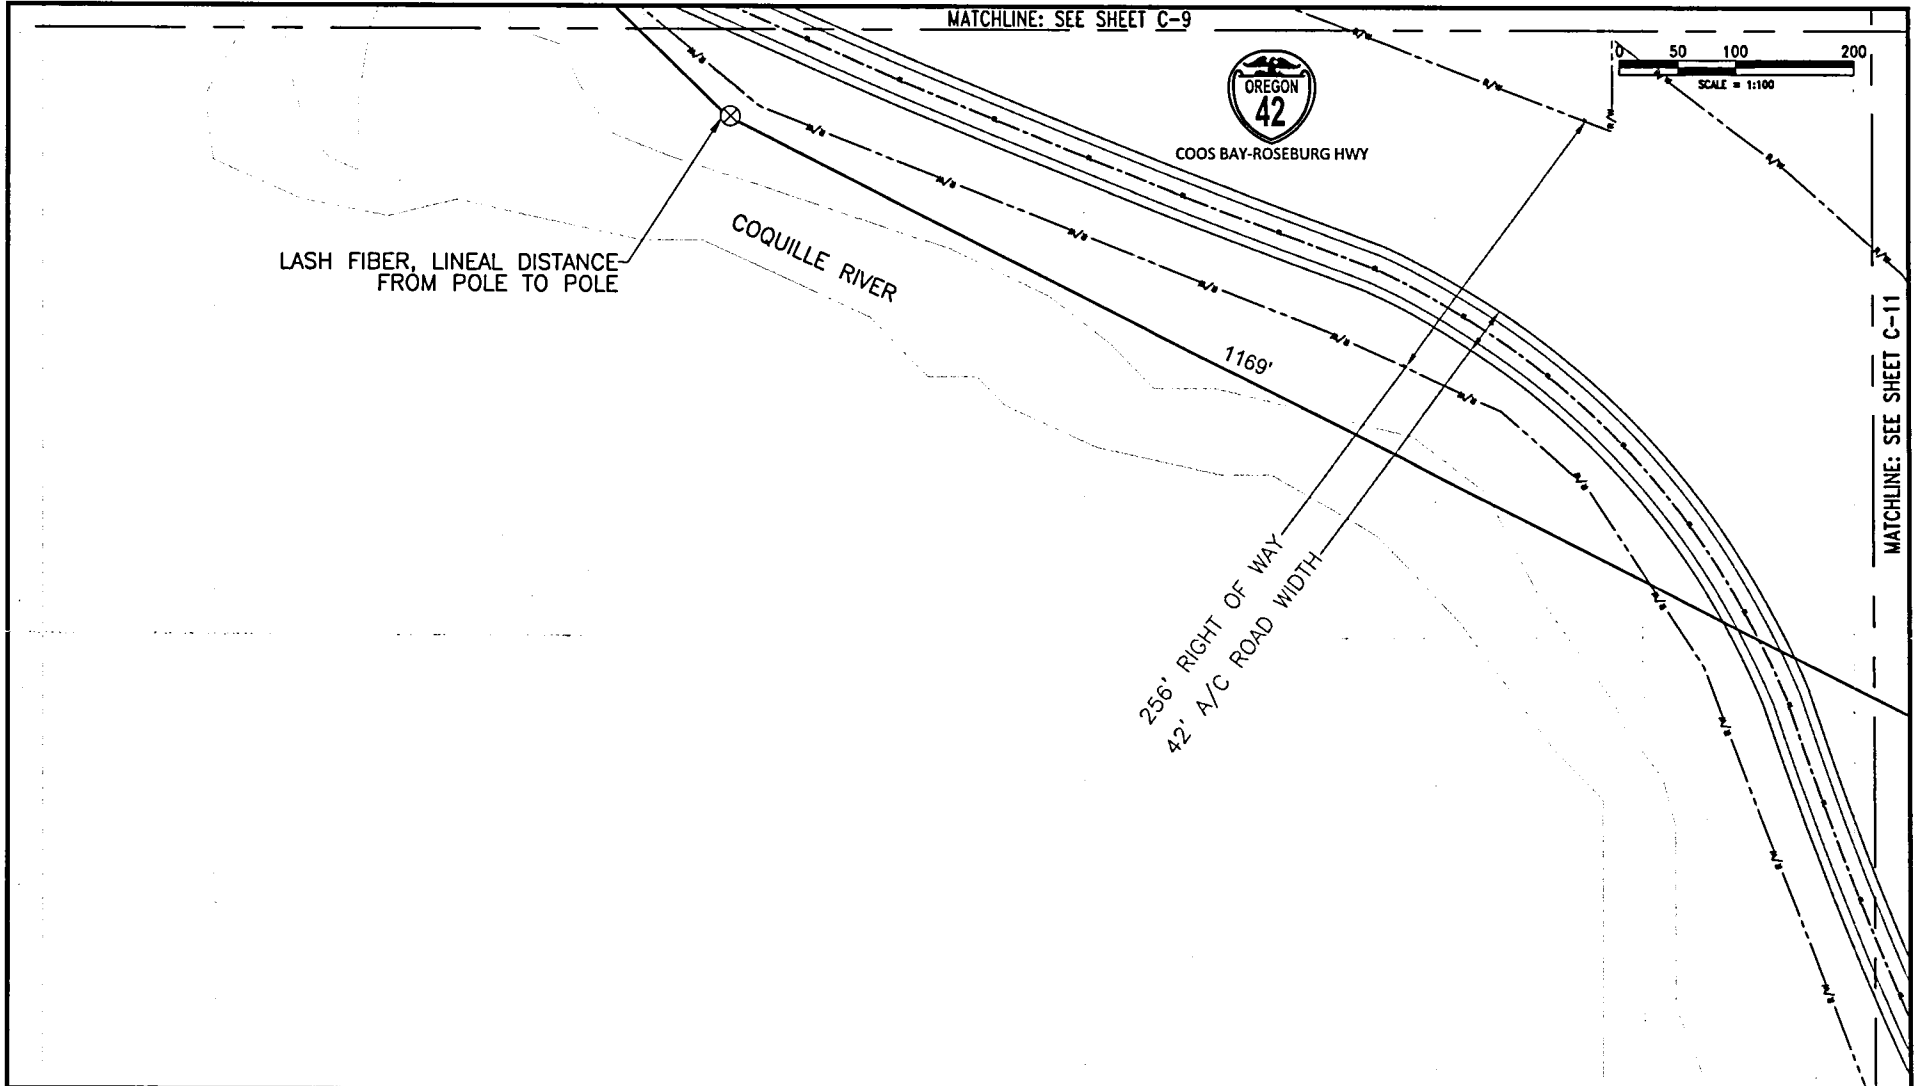 MATCHLINE: SEE SHEET C-9
0 50 100 200
SCALE = 1:100
OREGON
42
COOS BAY-ROSEBURG HWY
LASH FIBER, LINEAL DISTANCE
FROM POLE TO POLE
COQUILLE RIVER
1169'
256' RIGHT OF WAY
42' A/C ROAD WIDTH
MATCHLINE: SEE SHEET C-11